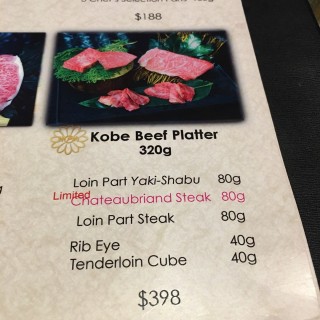 $188
Kobe Beef Platter
320g
Loin Part Yaki-Shabu 80g
Limited
Chateaubriand Steak 80g
Loin Part Steak 80g
Rib Eye 40g
Tenderloin Cube 40g
$398